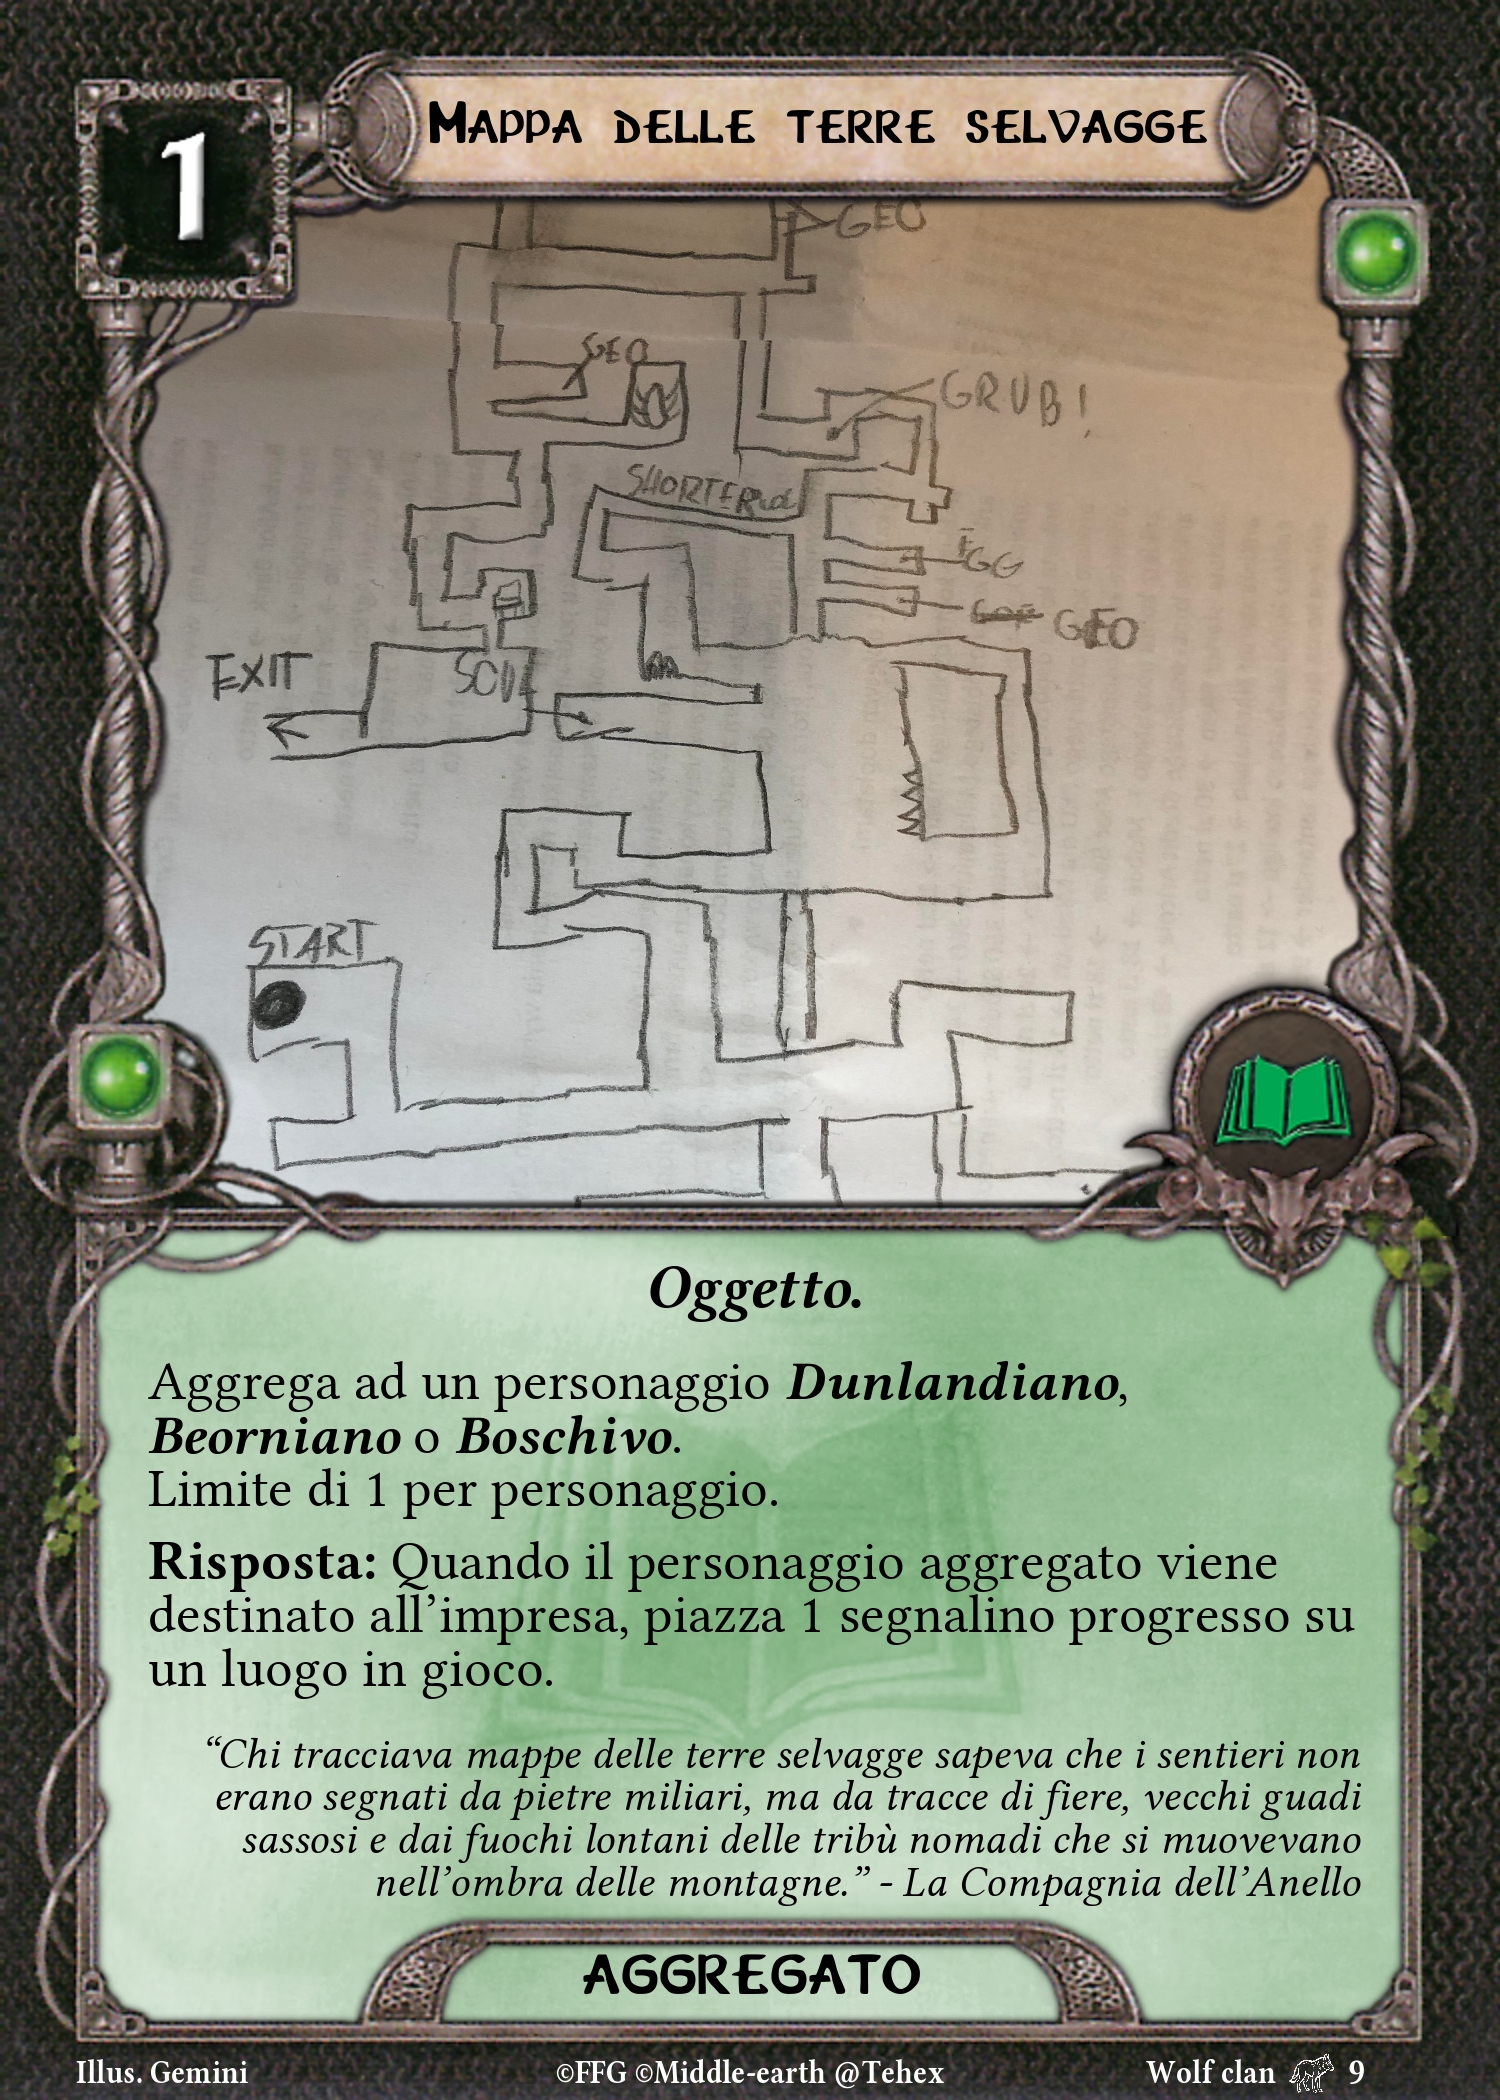 1
Mappa delle terre selvagge
GEO
GEO
GRUB!
EGG
GEO
EXIT
START
Oggetto.
Aggrega ad un personaggio Dunlandiano,
Beorniano o Boschivo.
Limite di 1 per personaggio.
Risposta: Quando il personaggio aggregato viene
destinato all’impresa, piazza 1 segnalino progresso su
un luogo in gioco.
“Chi tracciava mappe delle terre selvagge sapeva che i sentieri non
erano segnati da pietre miliari, ma da tracce di fiere, vecchi guadi
sassosi e dai fuochi lontani delle tribù nomadi che si muovevano
nell’ombra delle montagne.” - La Compagnia dell’Anello
AGGREGATO
Illus. Gemini
©FFG ©Middle-earth @Tehex
Wolf clan 9